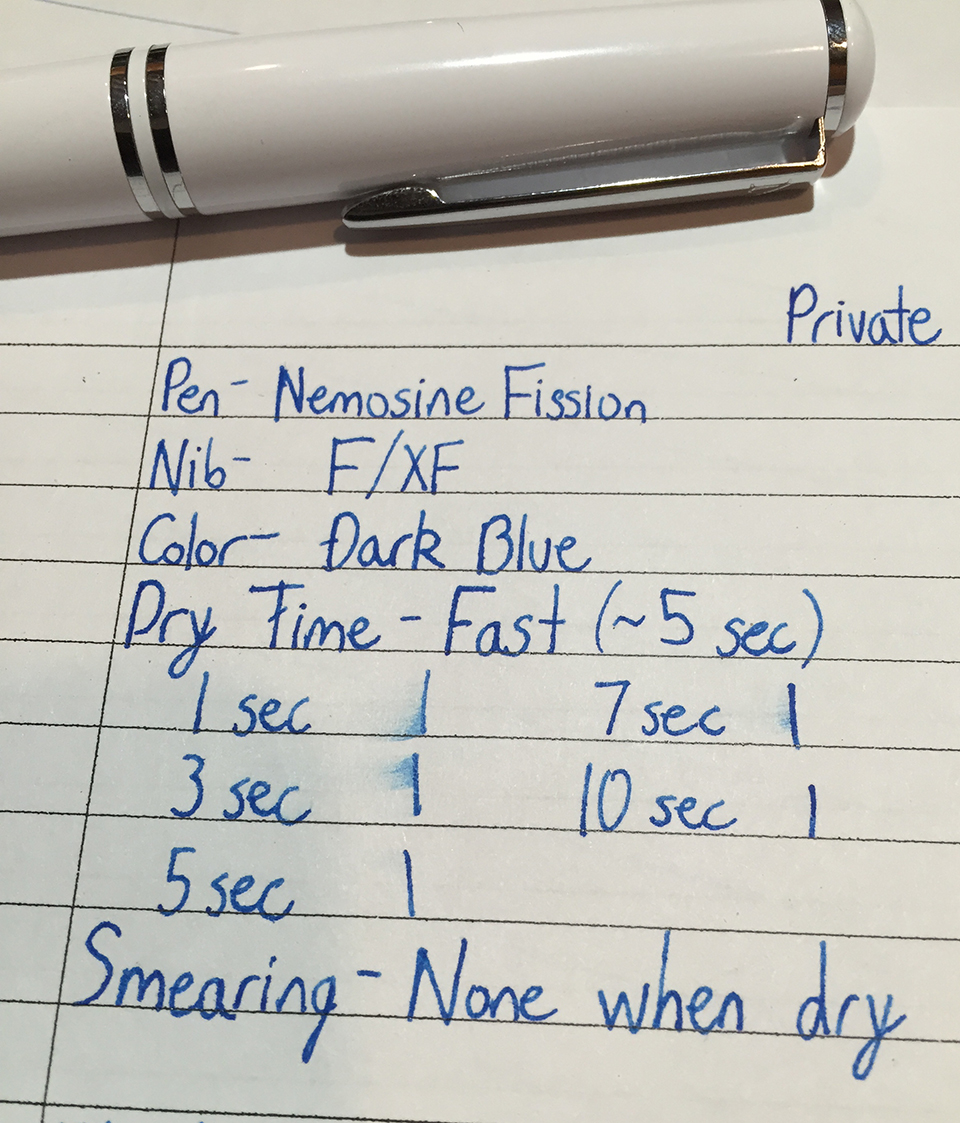 Private
Pen- Nemosine Fission
Nib- F/XF
Color- Dark Blue
Dry Time - Fast (~5 sec)
1 sec | 7 sec |
3 sec | 10 sec |
5 sec |
Smearing - None when dry